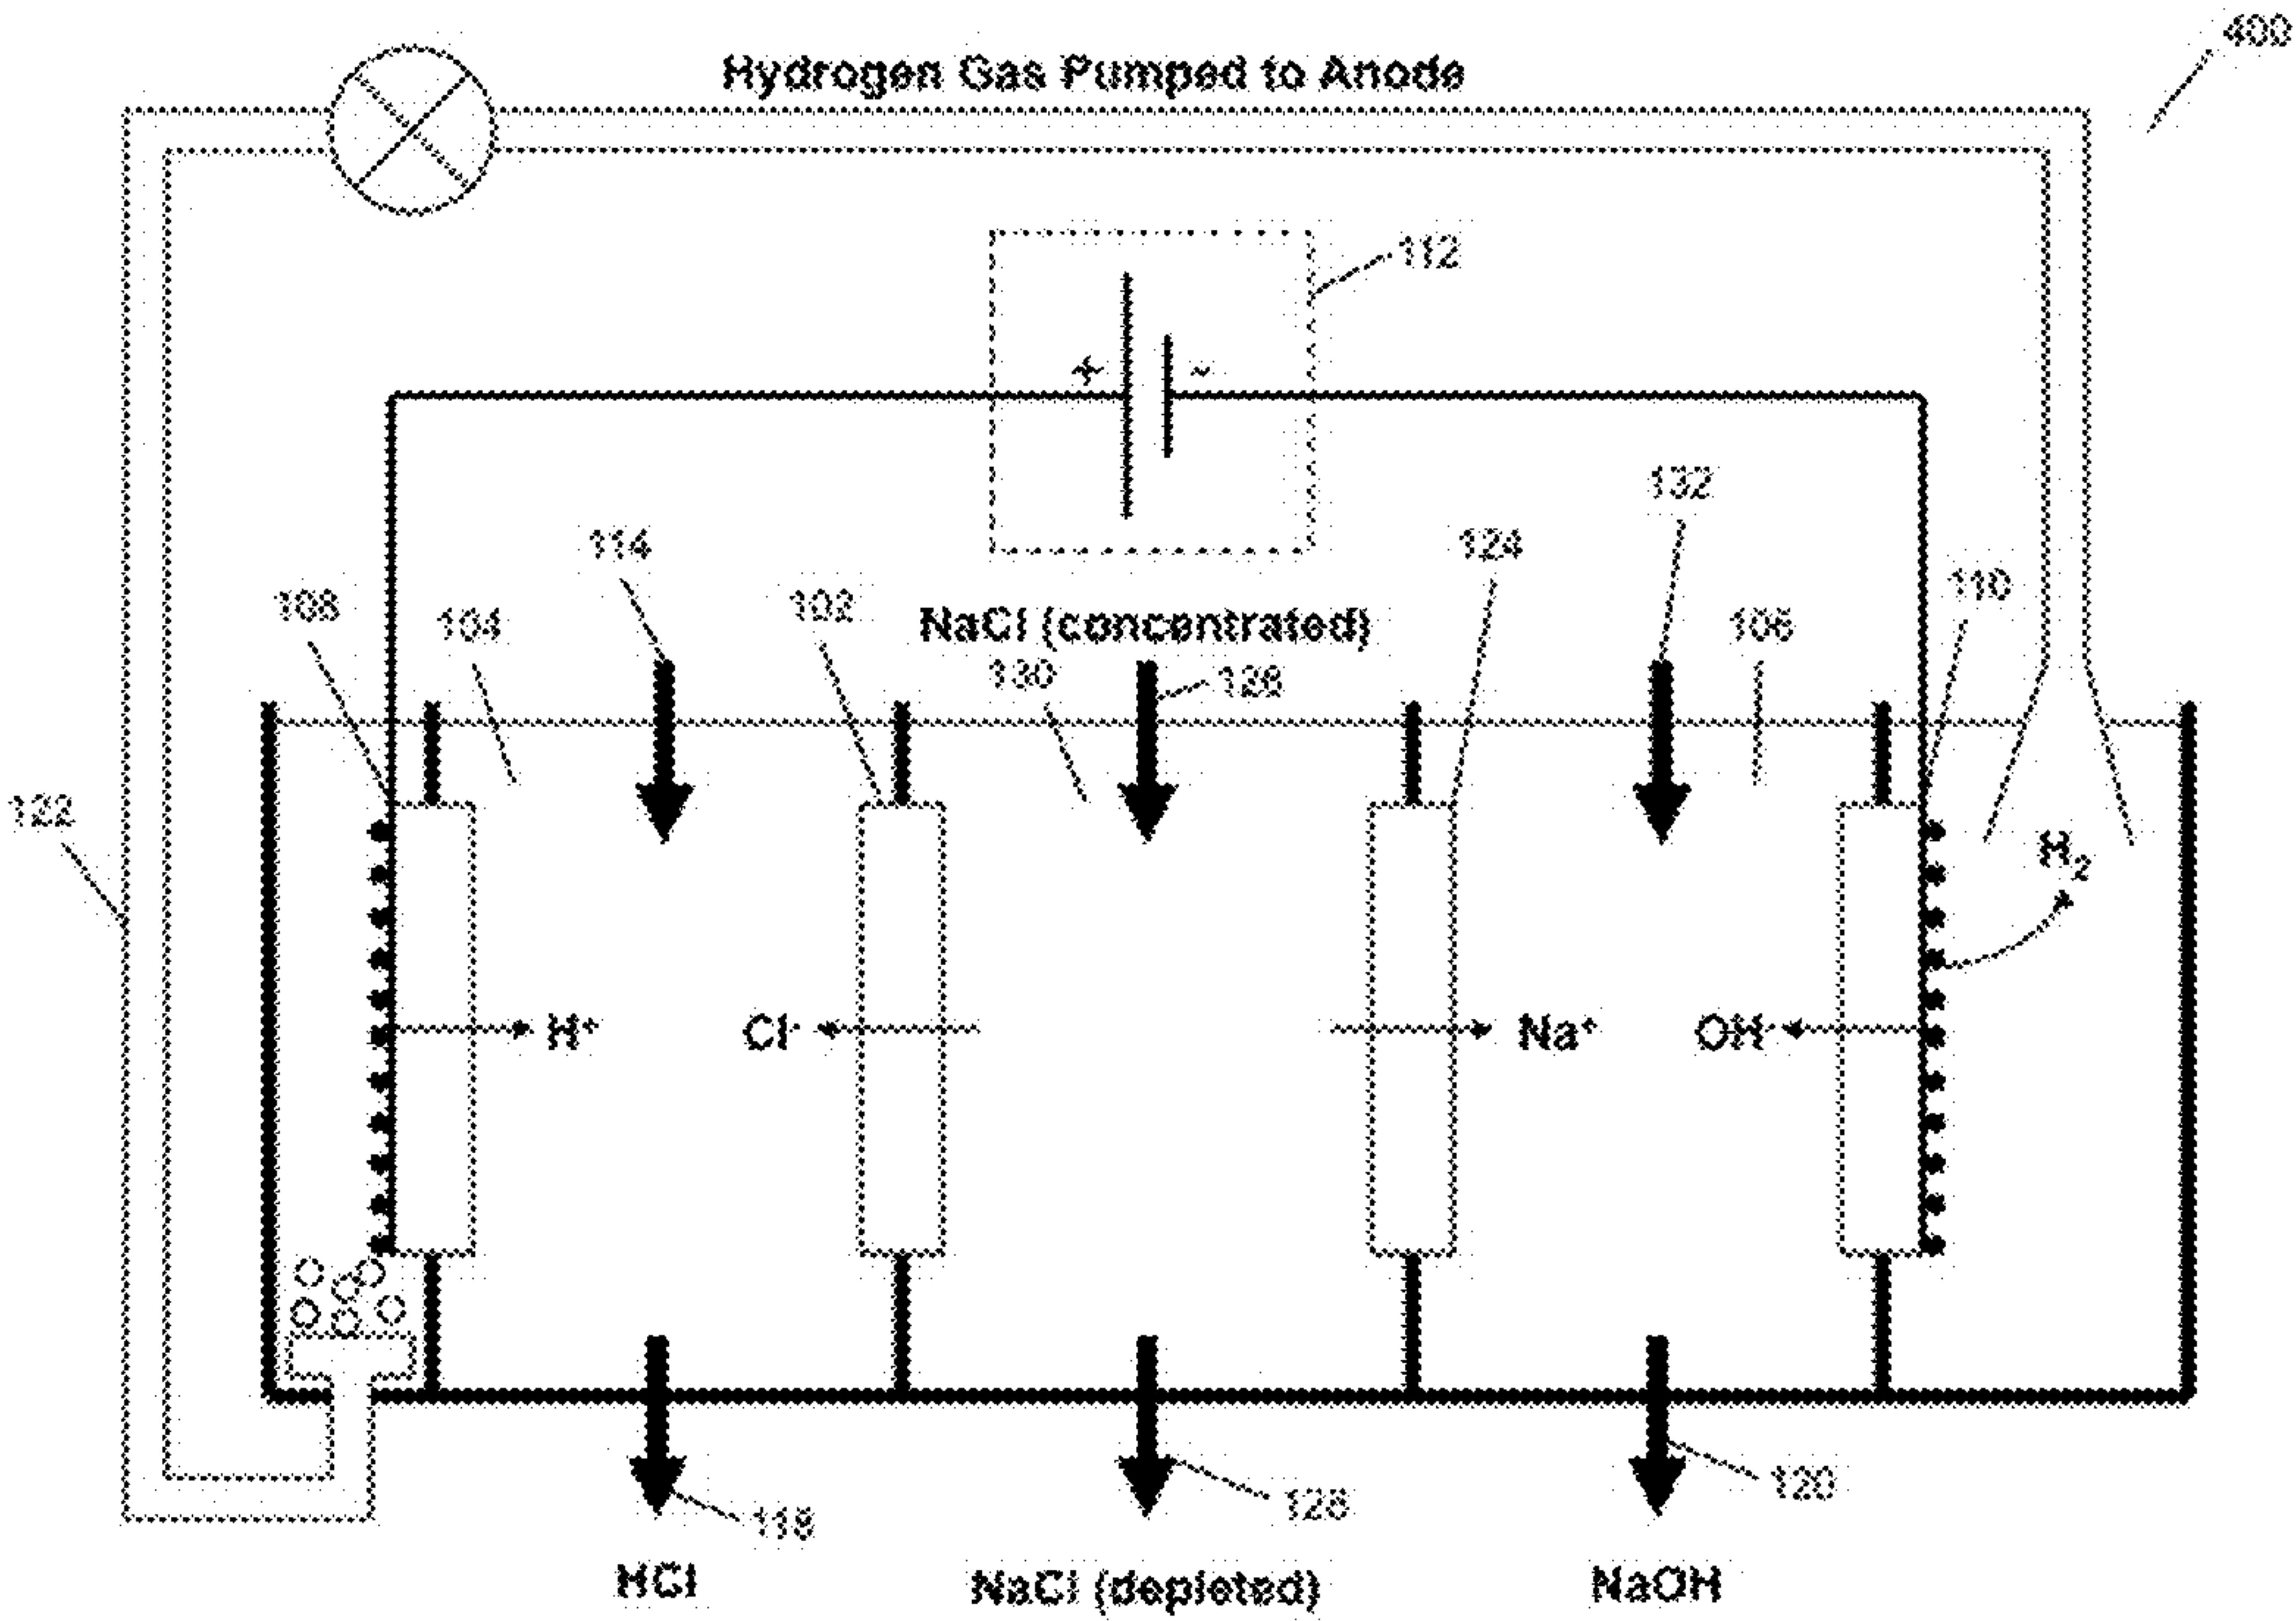 400
Hydrogen Gas Pumped to Anode
112
+ -
132
114
124
110
108
102
104
NaCl (concentrated)
106
130
128
122
H2
H+
Cl-
Na+
OH
118
128
120
HCl
NaCl (depleted)
NaOH